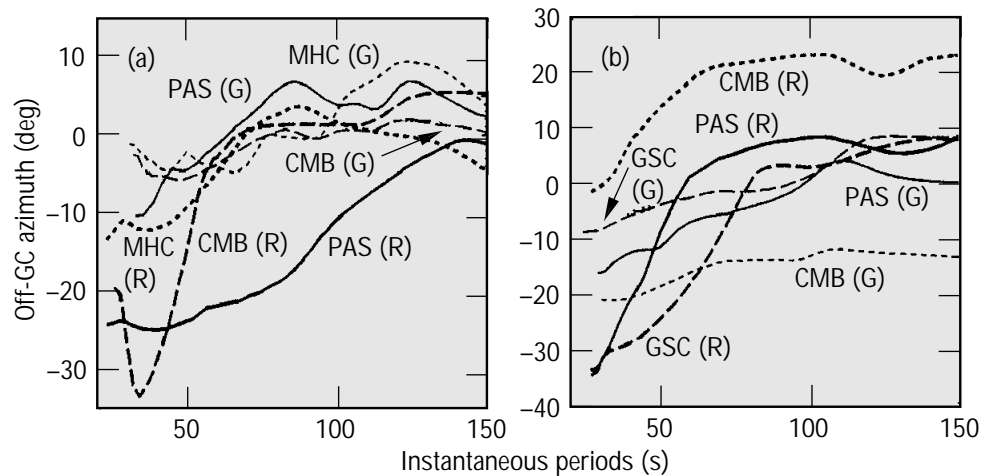 Off-GC azimuth (deg)
10
0
−10
−20
−30
(a)
MHC (G)
PAS (G)
CMB (G)
MHC
(R)
CMB (R)
PAS (R)
50
100
150
30
20
10
0
−10
−20
−30
−40
(b)
CMB (R)
PAS (R)
GSC
(G)
PAS (G)
CMB (G)
GSC (R)
50
100
150
Instantaneous periods (s)